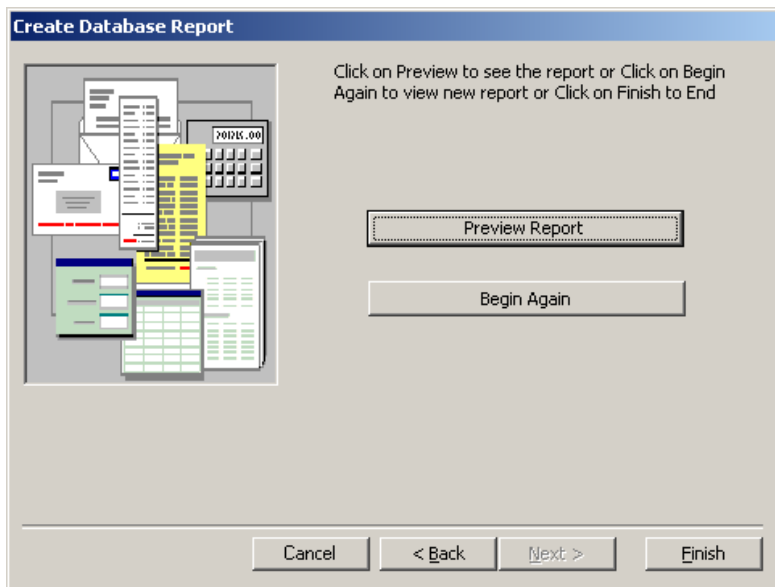 Create Database Report
Click on Preview to see the report or Click on Begin
Again to view new report or Click on Finish to End
Preview Report
Begin Again
Cancel
< Back
Next >
Finish